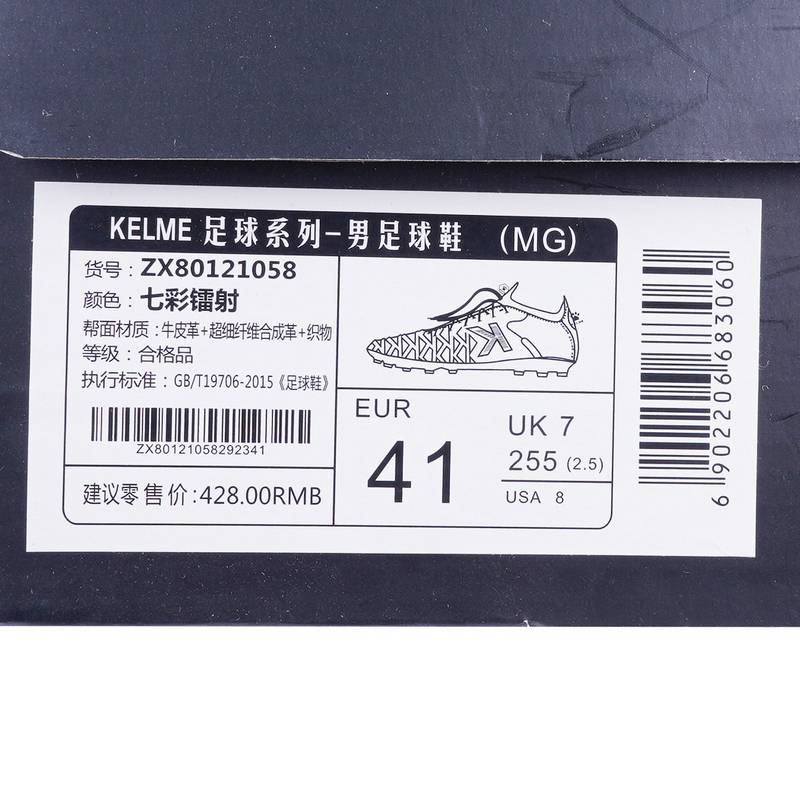 KELME 足球系列-男足球鞋 (MG)
货号:ZX80121058
颜色:七彩镭射
帮面材质:牛皮革+超细纤维合成革+织物
等级:合格品
执行标准:GB/T19706-2015《足球鞋》
ZX80121058292341
建议零售价:428.00RMB
EUR
41
UK 7
255 (2.5)
USA 8
6902206683060